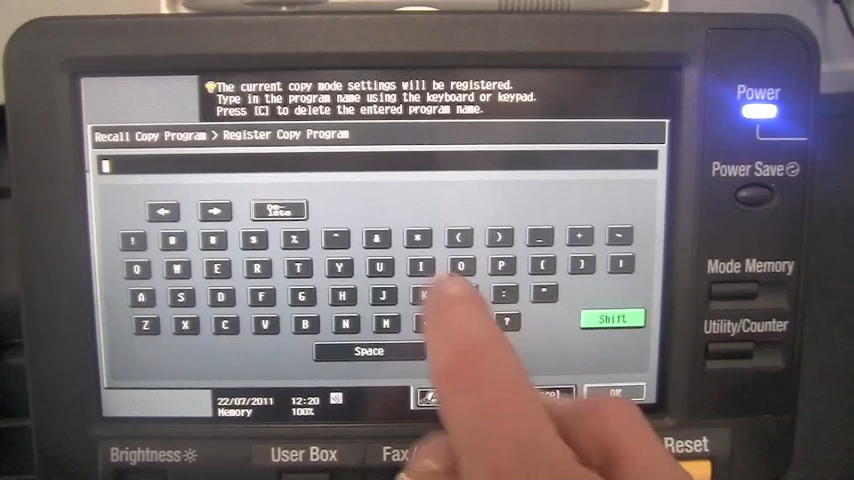 The current copy mode settings will be registered.
Type in the program name using the keyboard or keypad.
Press [C] to delete the entered program name.
Recall Copy Program > Register Copy Program
De-
lete
! @ # $ % ^ & * ( ) _ + ~
Q W E R T Y U I O P { } |
A S D F G H J K : "
Z X C V B N M ?
Shift
Space
22/07/2011 12:20
Memory 100%
OK
Power
Power Save
Mode Memory
Utility/Counter
Brightness
User Box
Fax/
Reset